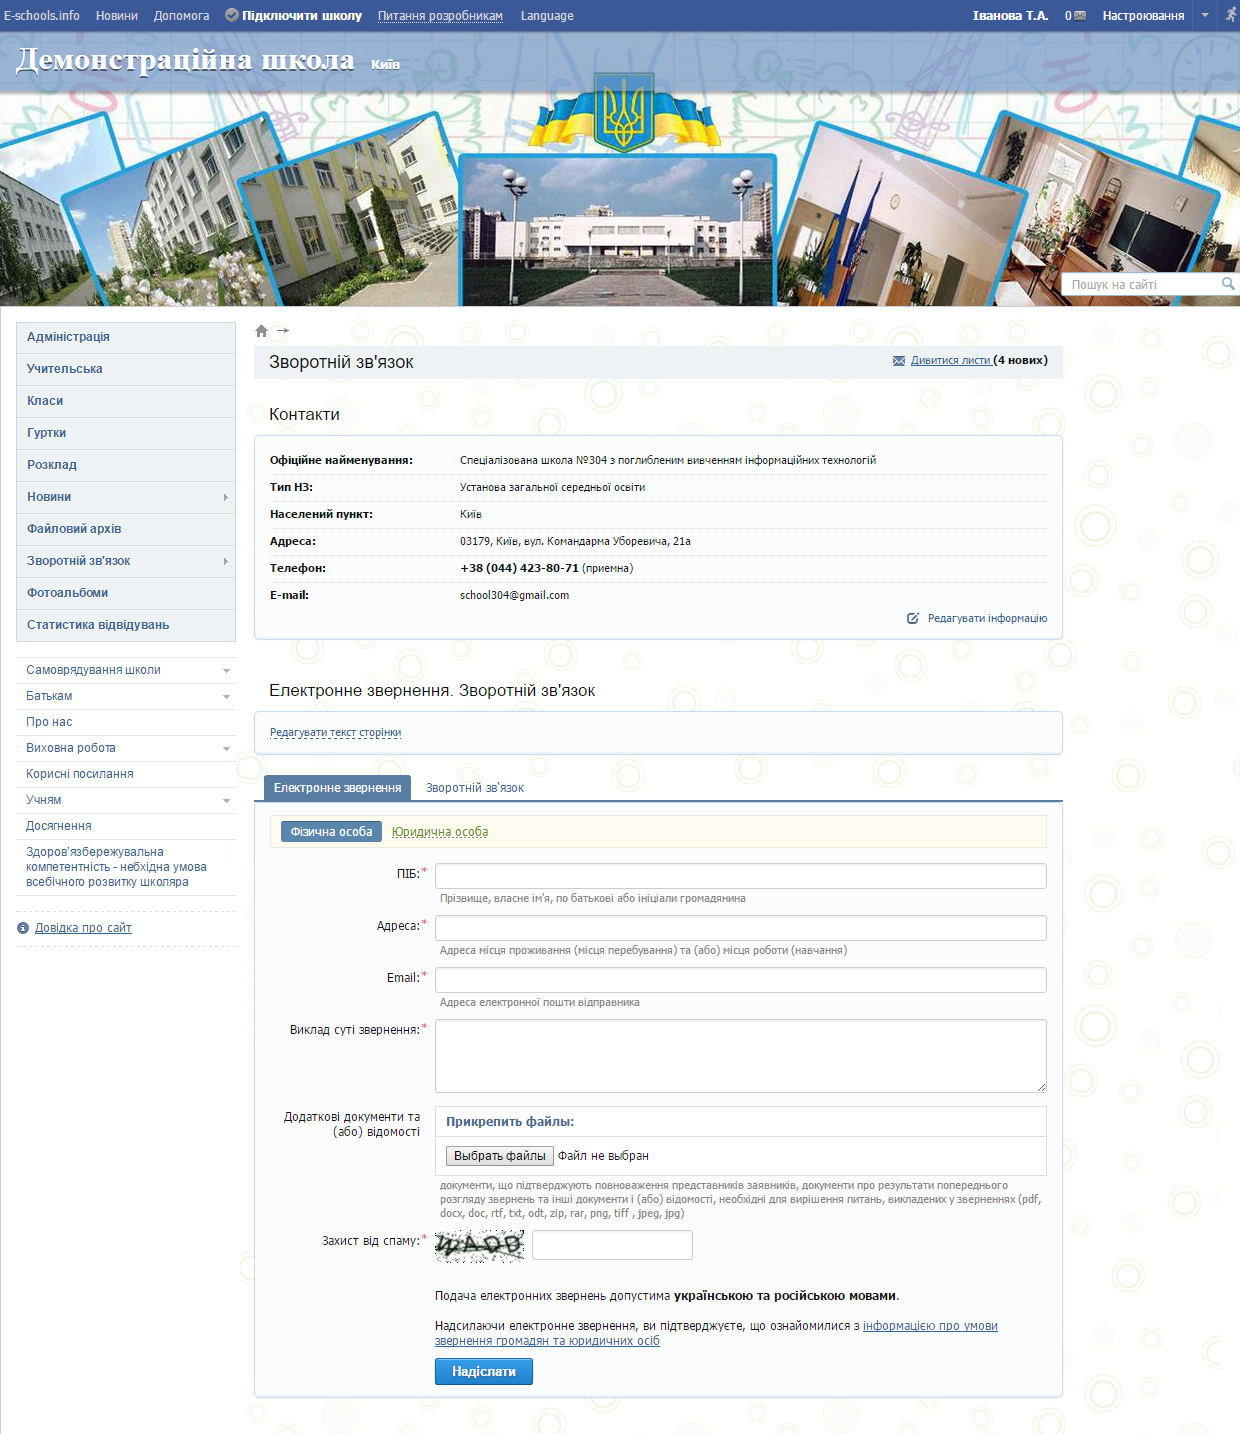 E-schools.info Новини Допомога Підключити школу Питання розробникам Language Іванова Т.А. 0 Настроювання
Демонстраційна школа Київ
Пошук на сайті
Адміністрація
Учительська
Класи
Гуртки
Розклад
Новини
Файловий архів
Зворотній зв'язок
Фотоальбоми
Статистика відвідувань
Самоврядування школи
Батькам
Про нас
Виховна робота
Корисні посилання
Учням
Досягнення
Здоров'язбережувальна
компетентність - небхідна умова
всебічного розвитку школяра
Довідка про сайт
Зворотній зв'язок Дивитися листи (4 нових)
Контакти
Офіційне найменування: Спеціалізована школа №304 з поглибленим вивченням інформаційних технологій
Тип НЗ: Установа загальної середньої освіти
Населений пункт: Київ
Адреса: 03179, Київ, вул. Командарма Уборевича, 21а
Телефон: +38 (044) 423-80-71 (приемна)
E-mail: school304@gmail.com
Редагувати інформацію
Електронне звернення. Зворотній зв'язок
Редагувати текст сторінки
Електронне звернення Зворотній зв'язок
Фізична особа Юридична особа
ПІБ:*
Прізвище, власне ім'я, по батькові або ініціали громадянина
Адреса:*
Адреса місця проживання (місця перебування) та (або) місця роботи (навчання)
Email:*
Адреса електронної пошти відправника
Виклад суті звернення:*
Додаткові документи та
(або) відомості
Прикрепить файлы:
Выбрать файлы Файл не выбран
документи, що підтверджують повноваження представників заявників, документи про результати попереднього
розгляду звернень та інші документи і (або) відомості, необхідні для вирішення питань, викладених у зверненнях (pdf,
docx, doc, rtf, txt, odt, zip, rar, png, tiff , jpeg, jpg)
Захист від спаму:*
Подача електронних звернень допустима українською та російською мовами.
Надсилаючи електронне звернення, ви підтверджуєте, що ознайомилися з інформацією про умови
звернення громадян та юридичних осіб
Надіслати